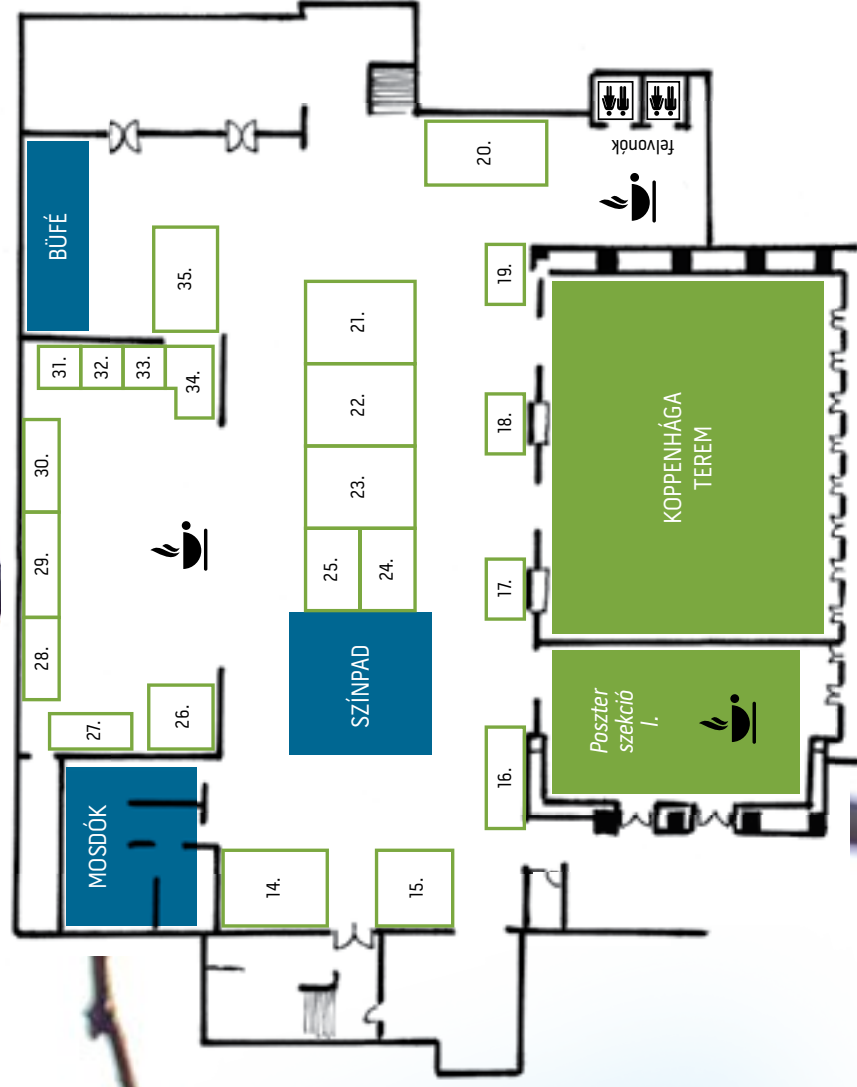 BÜFÉ
felvonók
20.
35.
19.
31.
32.
33.
34.
21.
30.
22.
18.
KOPPENHÁGA
TEREM
29.
23.
25.
24.
17.
28.
27.
26.
SZÍNPAD
Poszter
szekció
I.
16.
MOSDÓK
14.
15.